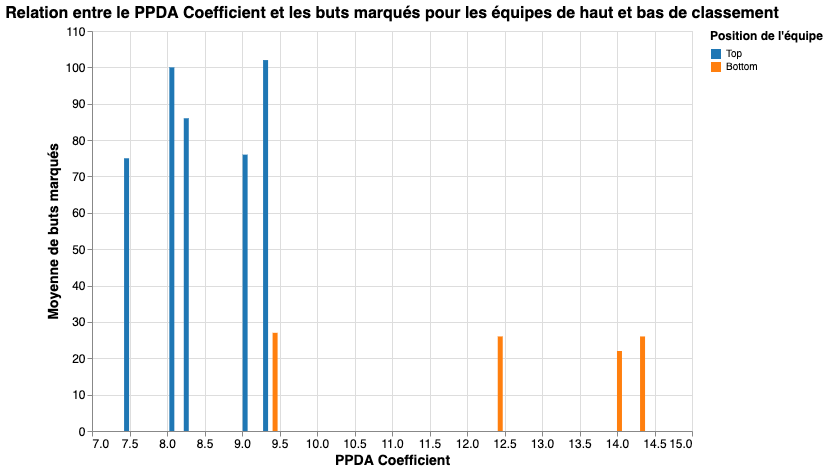 Relation entre le PPDA Coefficient et les buts marqués pour les équipes de haut et bas de classement
Position de l'équipe
Top
Bottom
Moyenne de buts marqués
110
100
90
80
70
60
50
40
30
20
10
0
7.0 7.5 8.0 8.5 9.0 9.5 10.0 10.5 11.0 11.5 12.0 12.5 13.0 13.5 14.0 14.5 15.0
PPDA Coefficient